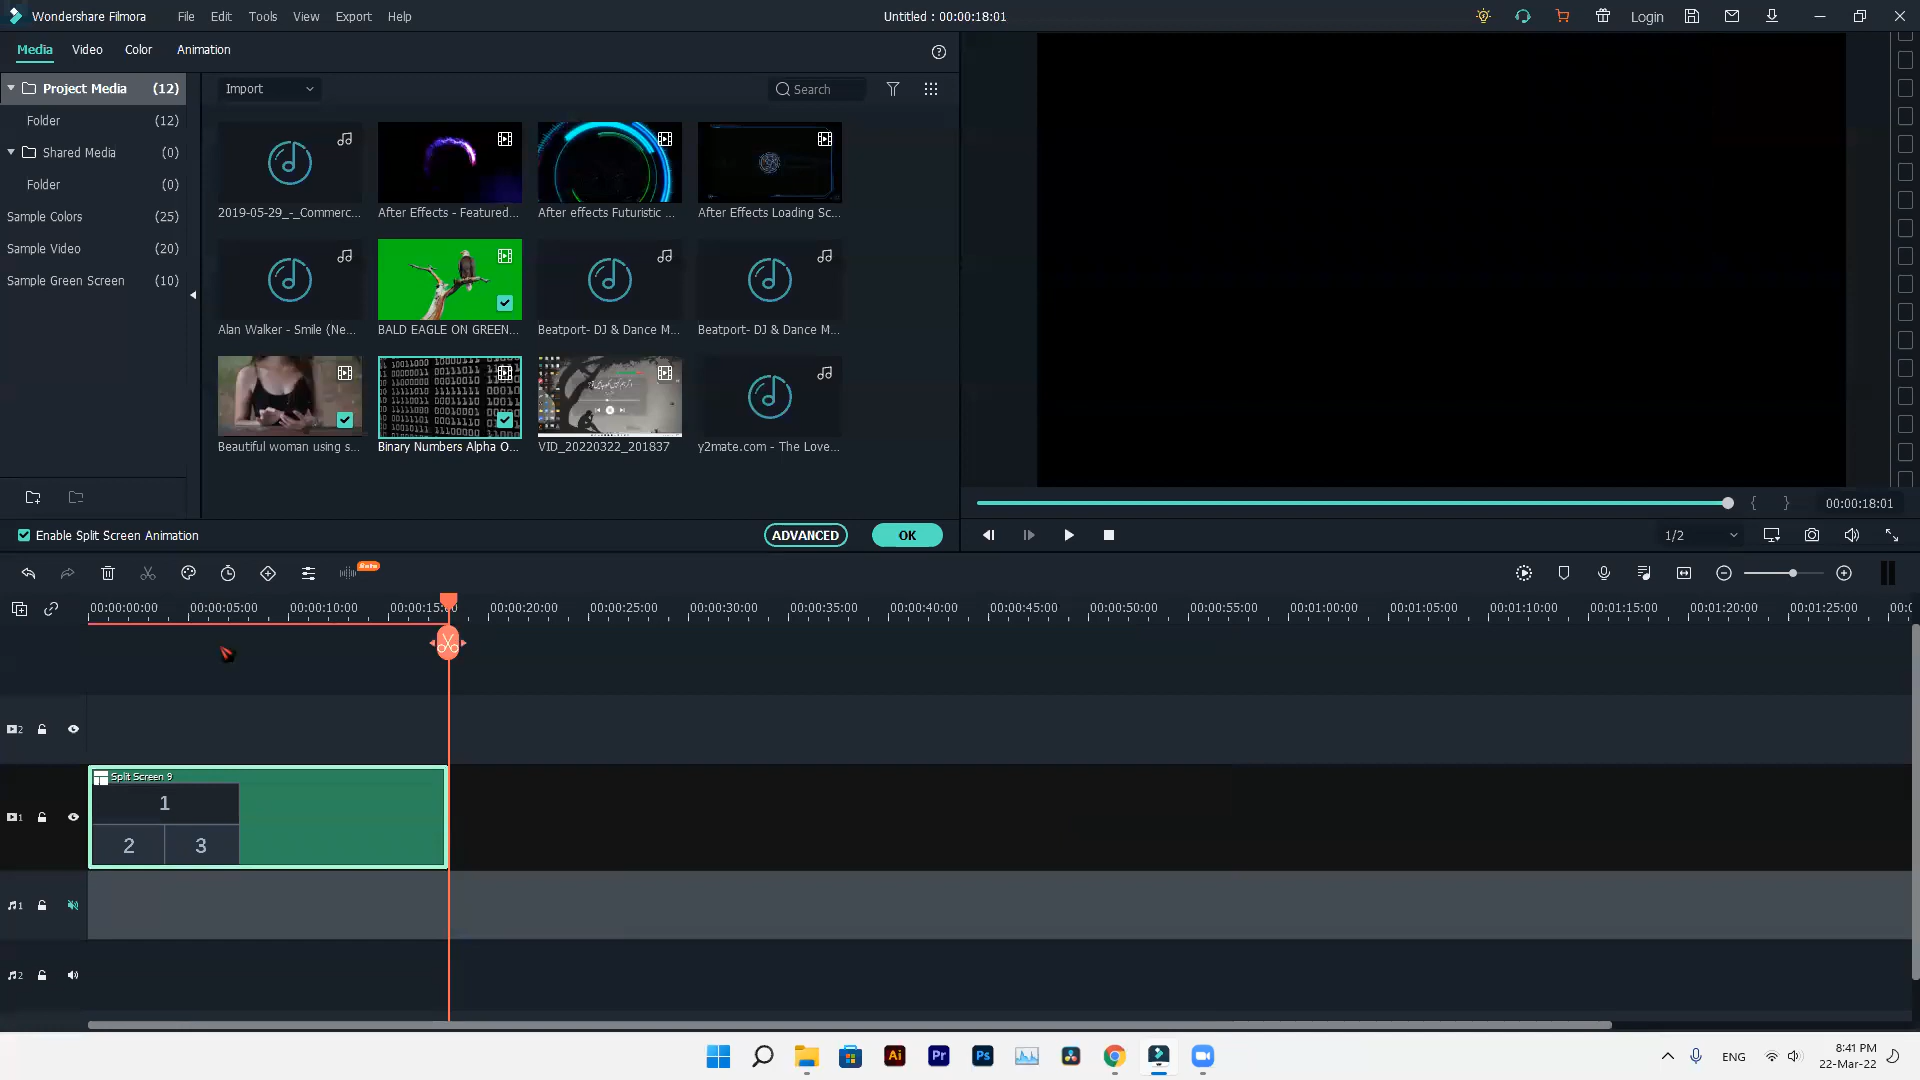 Wondershare Filmora File Edit Tools View Export Help
Untitled : 00:00:18:01
Login
Media Video Color Animation
Project Media (12)
Folder (12)
Shared Media (0)
Folder (0)
Sample Colors (25)
Sample Video (20)
Sample Green Screen (10)
Import
Search
2019-05-29_-_Commerc...
After Effects - Featured...
After effects Futuristic ...
After Effects Loading Sc...
Alan Walker - Smile (Ne...
BALD EAGLE ON GREEN...
Beatport- DJ & Dance M...
Beatport- DJ & Dance M...
Beautiful woman using s...
Binary Numbers Alpha O...
VID_20220322_201837
y2mate.com - The Love...
Enable Split Screen Animation
ADVANCED
OK
{ } 00:00:18:01
1/2
00:00:00:00 00:00:05:00 00:00:10:00 00:00:15:00 00:00:20:00 00:00:25:00 00:00:30:00 00:00:35:00 00:00:40:00 00:00:45:00 00:00:50:00 00:00:55:00 00:01:00:00 00:01:05:00 00:01:10:00 00:01:15:00 00:01:20:00 00:01:25:00
2
1
Split Screen 9
1
2 3
1
2
Ai Pr Ps
ENG
8:41 PM
22-Mar-22